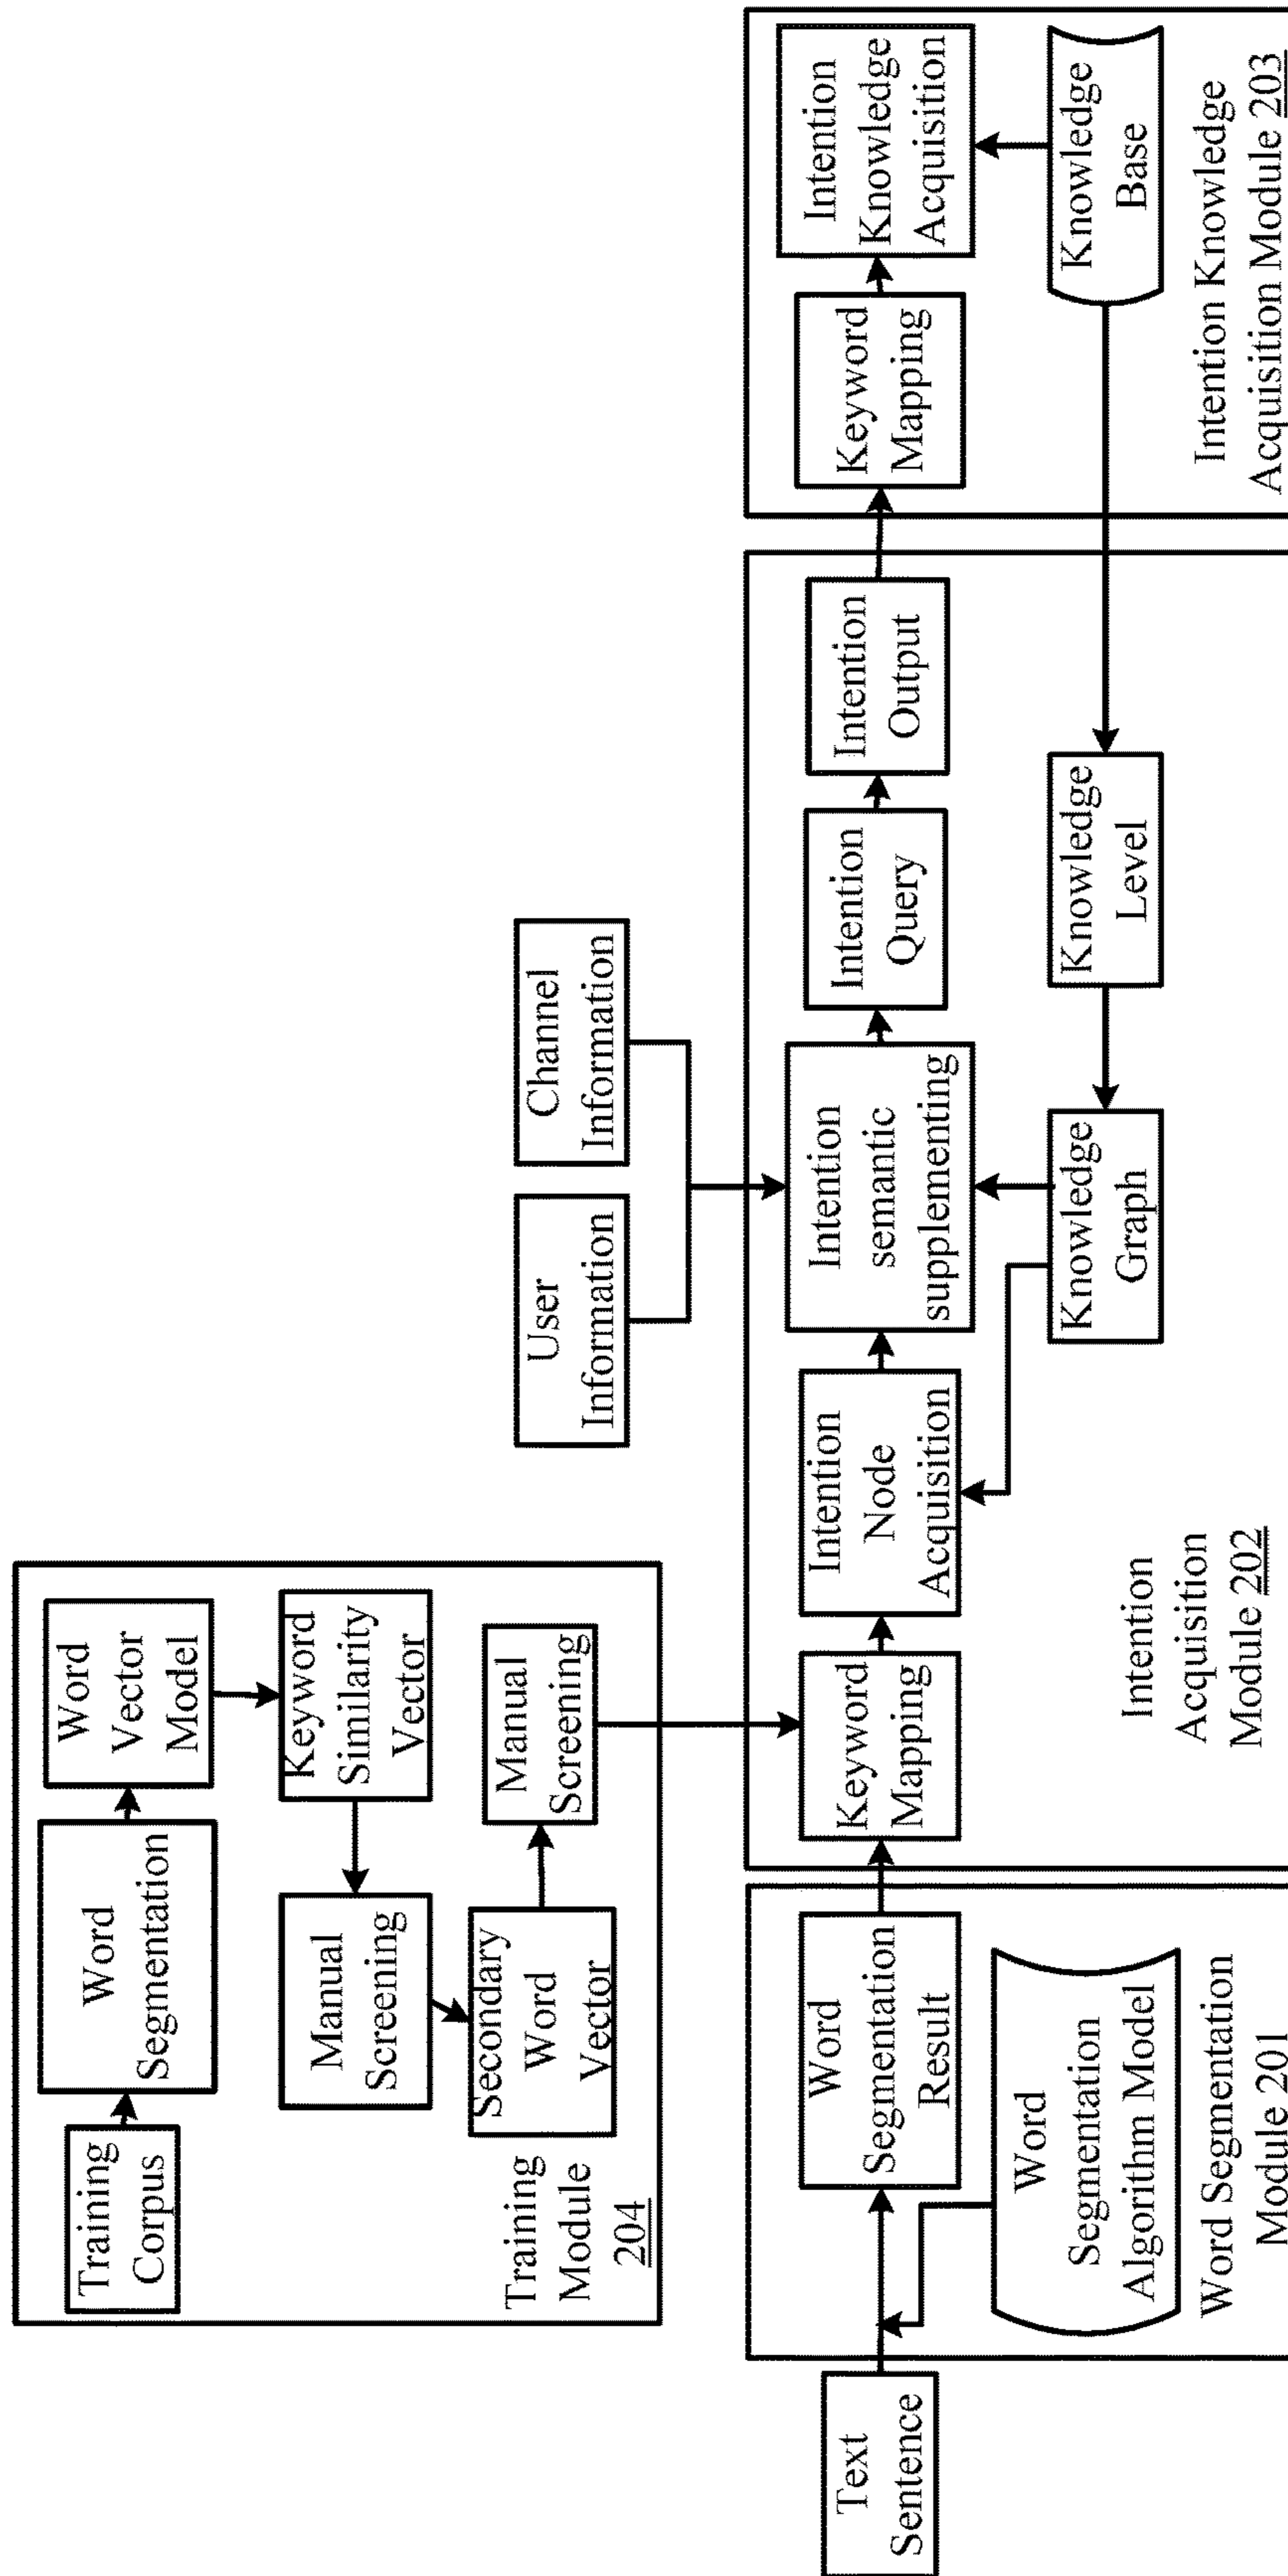 Training
Corpus
Word
Segmentation
Word
Vector
Model
Keyword
Similarity
Vector
Manual
Screening
Secondary
Word
Vector
Manual
Screening
Training
Module
204
User
Information
Channel
Information
Text
Sentence
Word
Segmentation
Result
Word
Segmentation
Algorithm Model
Word Segmentation
Module 201
Keyword
Mapping
Intention
Node
Acquisition
Intention
semantic
supplementing
Intention
Query
Intention
Output
Knowledge
Graph
Knowledge
Level
Intention
Acquisition
Module 202
Keyword
Mapping
Intention
Knowledge
Acquisition
Knowledge
Base
Intention Knowledge
Acquisition Module 203